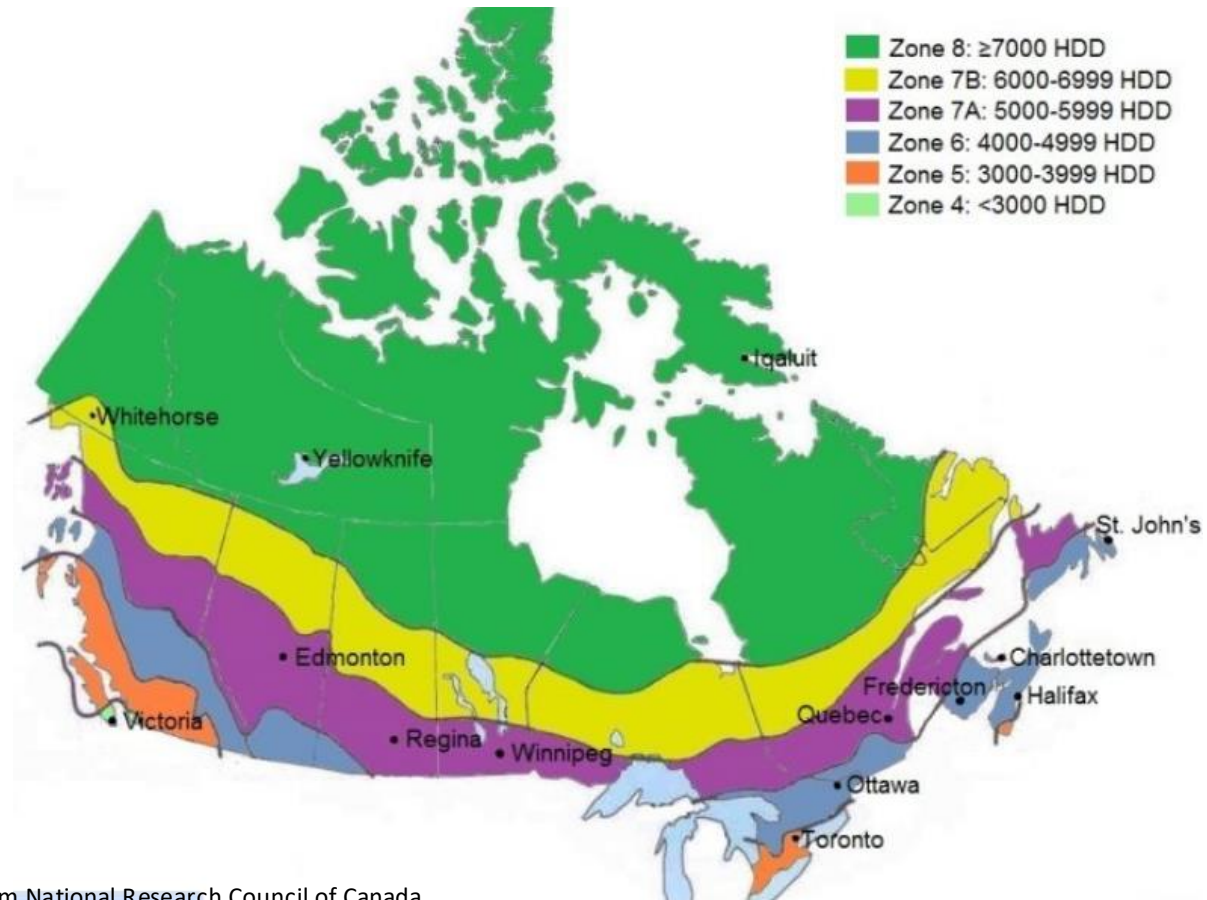 Zone 8: ≥7000 HDD
Zone 7B: 6000-6999 HDD
Zone 7A: 5000-5999 HDD
Zone 6: 4000-4999 HDD
Zone 5: 3000-3999 HDD
Zone 4: <3000 HDD
Iqaluit
Whitehorse
Yellowknife
St. John's
Edmonton
Charlottetown
Fredericton
Halifax
Quebec
Victoria
Regina
Winnipeg
Ottawa
Toronto
National Research Council of Canada